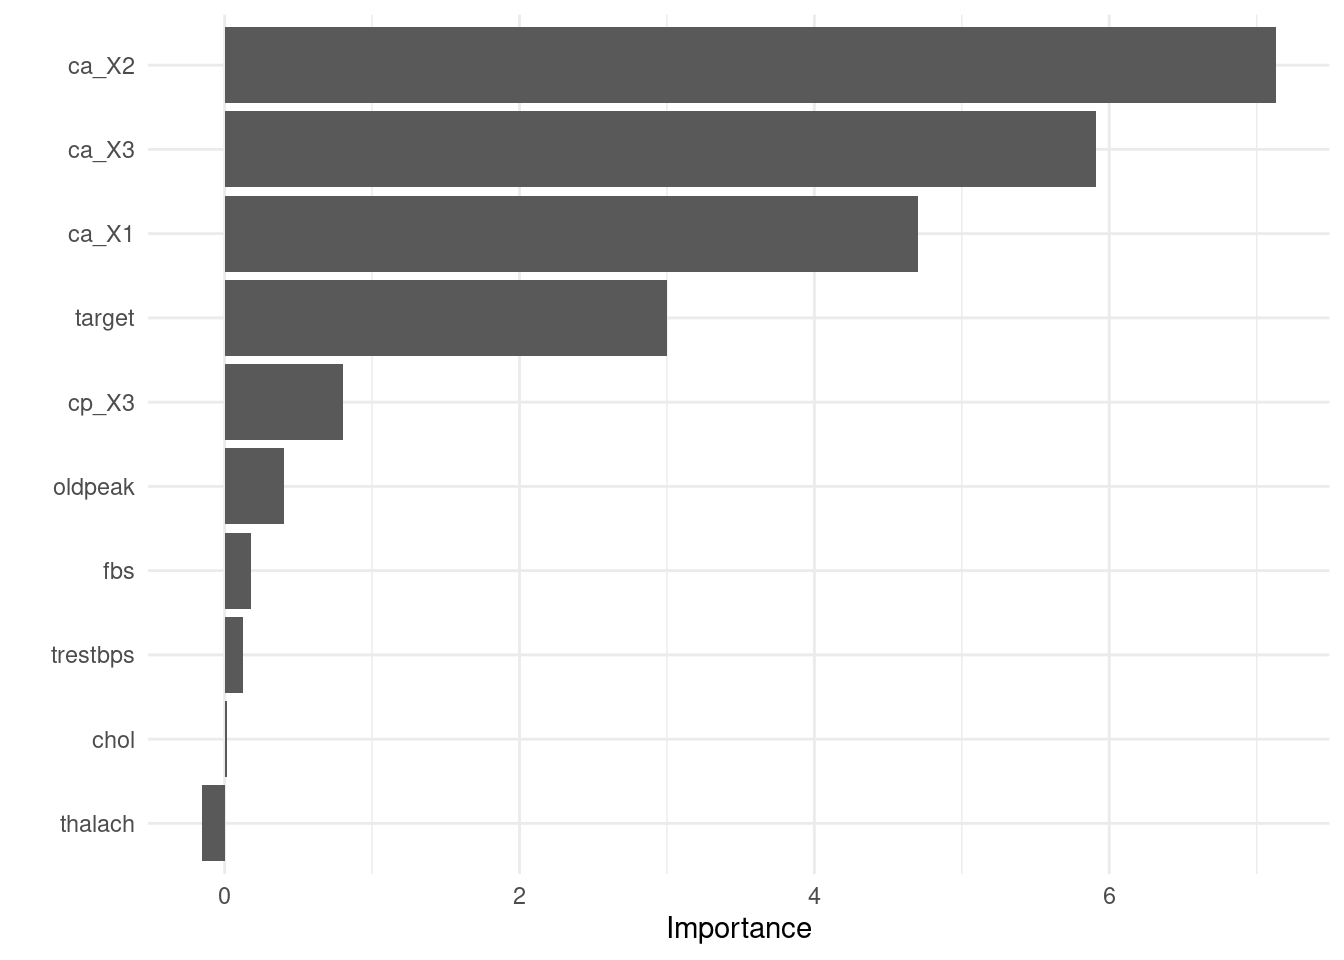 ca_X2
ca_X3
ca_X1
target
cp_X3
oldpeak
fbs
trestbps
chol
thalach
0 2 4 6
Importance